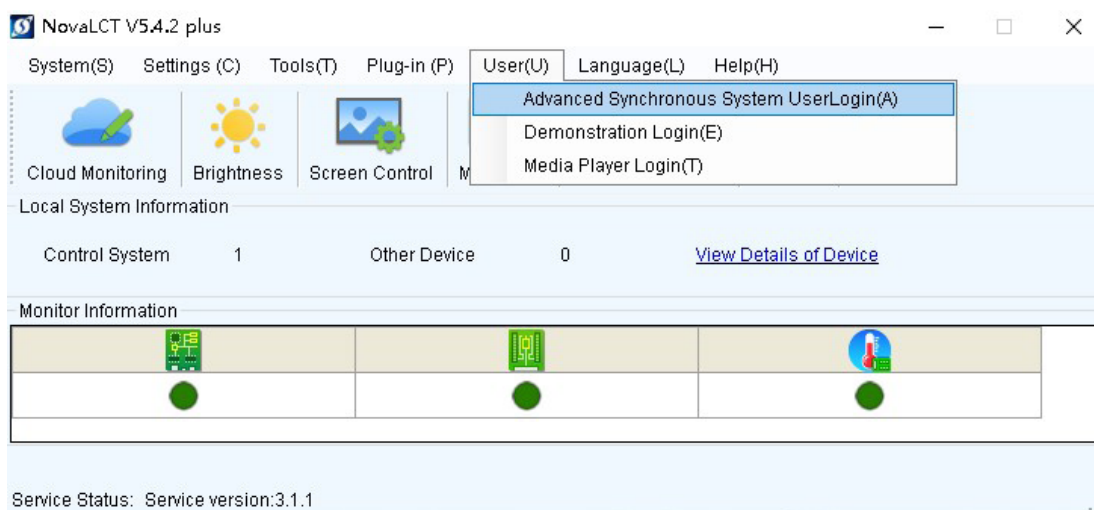 NovaLCT V5.4.2 plus
System(S) Settings (C) Tools(T) Plug-in (P) User(U) Language(L) Help(H)
Advanced Synchronous System UserLogin(A)
Demonstration Login(E)
Media Player Login(T)
Cloud Monitoring Brightness Screen Control M
Local System Information
Control System 1 Other Device 0 View Details of Device
Monitor Information
Service Status: Service version:3.1.1